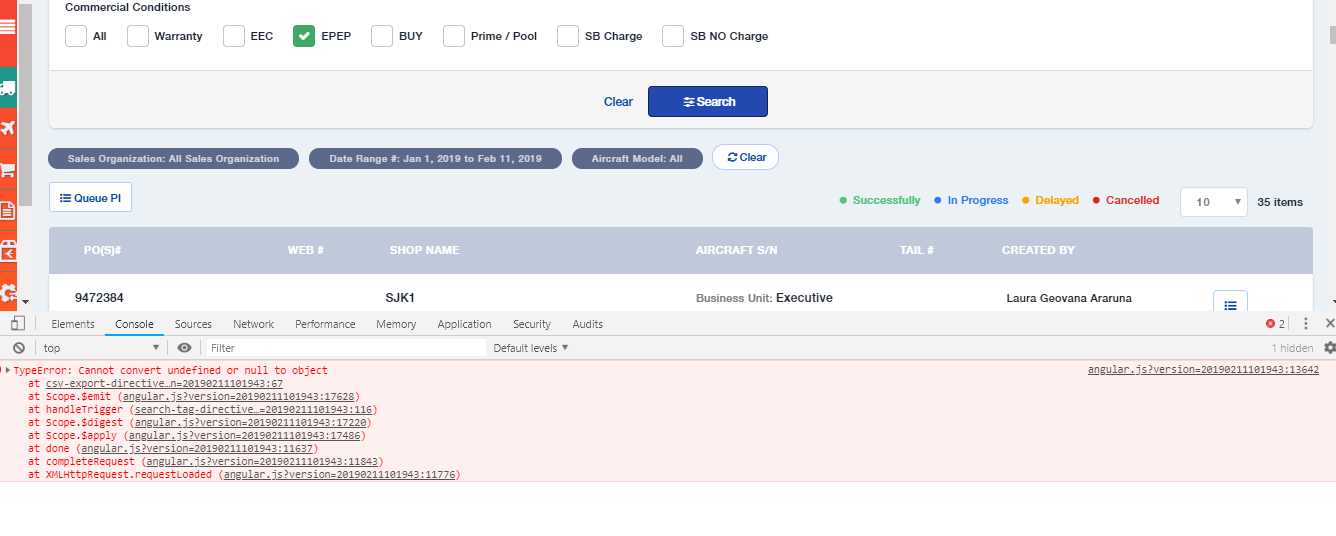 Commercial Conditions
All Warranty EEC EPEP BUY Prime / Pool SB Charge SB NO Charge
Clear Search
Sales Organization: All Sales Organization Date Range #: Jan 1, 2019 to Feb 11, 2019 Aircraft Model: All Clear
Queue PI Successfully In Progress Delayed Cancelled 10 35 items
PO(S)# WEB # SHOP NAME AIRCRAFT S/N TAIL # CREATED BY
9472384 SJK1 Business Unit: Executive Laura Geovana Araruna
Elements Console Sources Network Performance Memory Application Security Audits 2
top Filter Default levels 1 hidden
TypeError: Cannot convert undefined or null to object angular.js?version=20190211101943:13642
at csv-export-directive…n=20190211101943:67
at Scope.$emit (angular.js?version=20190211101943:17628)
at handleTrigger (search-tag-directive…=20190211101943:116)
at Scope.$digest (angular.js?version=20190211101943:17220)
at Scope.$apply (angular.js?version=20190211101943:17486)
at done (angular.js?version=20190211101943:11637)
at completeRequest (angular.js?version=20190211101943:11843)
at XMLHttpRequest.requestLoaded (angular.js?version=20190211101943:11776)